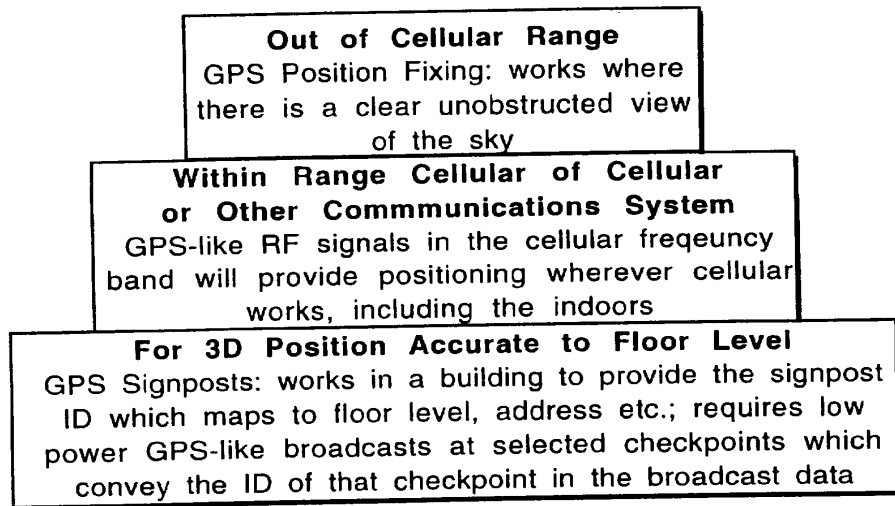 Out of Cellular Range
GPS Position Fixing: works where
there is a clear unobstructed view
of the sky
Within Range Cellular of Cellular
or Other Commmunications System
GPS-like RF signals in the cellular freqeuncy
band will provide positioning wherever cellular
works, including the indoors
For 3D Position Accurate to Floor Level
GPS Signposts: works in a building to provide the signpost
ID which maps to floor level, address etc.; requires low
power GPS-like broadcasts at selected checkpoints which
convey the ID of that checkpoint in the broadcast data